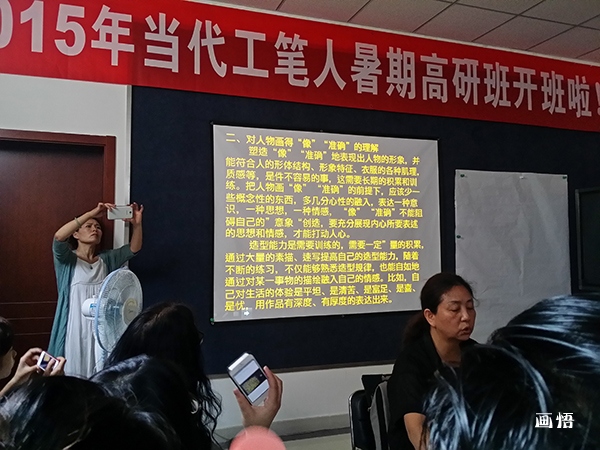 2015年当代工笔人暑期高研班开班啦！
二、对人物画得“像”“准确”的理解
塑造“像”“准确”地表现出人物的形象，并
能符合人的形体结构、形象特征、衣服的各种肌理，
质感等，是件不容易的事，这需要长期的积累和训
练。把人物画“像”“准确”的前提下，应该少一
些概念性的东西，多几分心性的融入，表达一种意
识，一种思想，一种情感，“像”“准确”不能阻
碍自己的”意象“创造，要充分展现内心所要表述
的思想和情感，才能打动人心。
造型能力是需要训练的，需要一定”量的积累，
通过大量的素描、速写提高自己的造型能力，随着
不断的练习，不仅能够熟悉造型规律，也能自如地
通过对某一事物的描绘融入自己的情感。比如，自
己对生活的体验是平坦、是清苦、是富足、是喜、
是忧。用作品有深度、有厚度的表达出来。
画悟